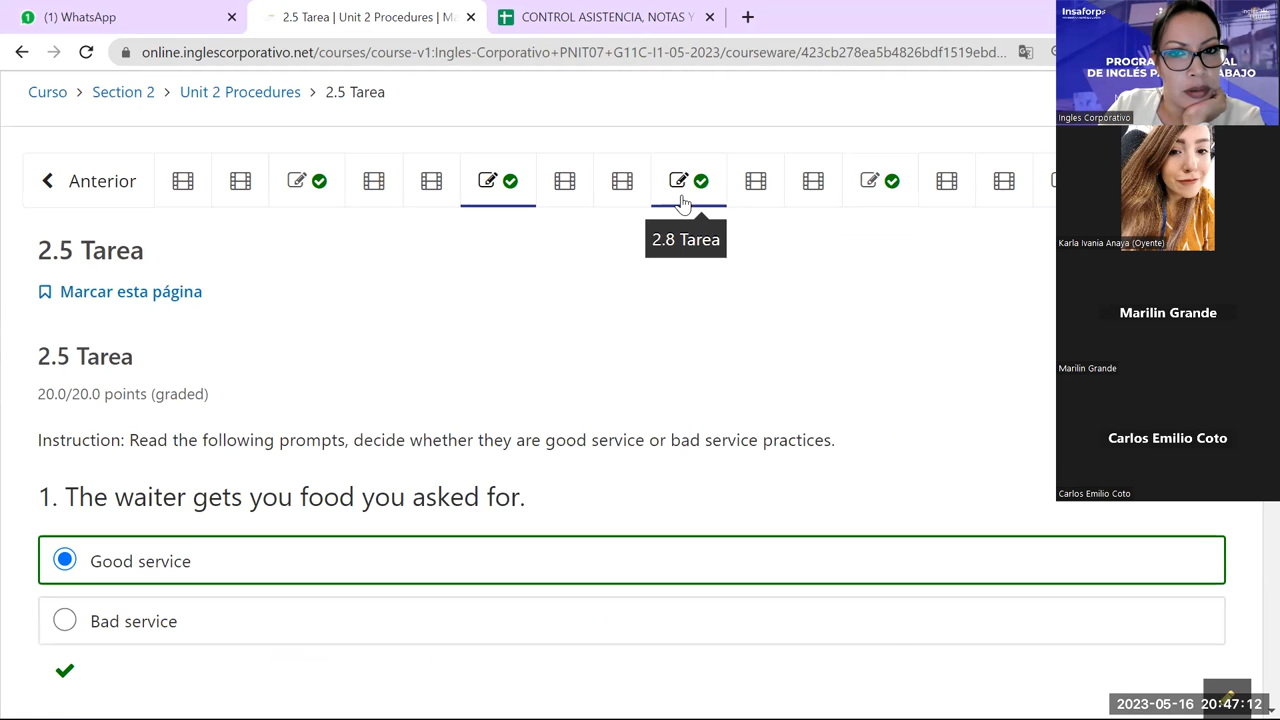 1 (1) WhatsApp
2.5 Tarea | Unit 2 Procedures | M
online.inglescorporativo.net/courses/course-v1:Ingles-Corporativo+INIT07+G11C-I1-05-2023/courseware/423cb278ea5b4826bdf1519ebd...
Curso > Section 2 > Unit 2 Procedures > 2.5 Tarea
Anterior
2.8 Tarea
2.5 Tarea
Marcar esta página
2.5 Tarea
20.0/20.0 points (graded)
Instruction: Read the following prompts, decide whether they are good service or bad service practices.
1. The waiter gets you food you asked for.
Good service
Bad service
Insaforp
DE INGLÉS
Ingles Corporativo
Karla Ivania Anaya (Oyente)
Marilin Grande
Marilin Grande
Carlos Emilio Coto
Carlos Emilio Coto
2023-05-16 20:47:12